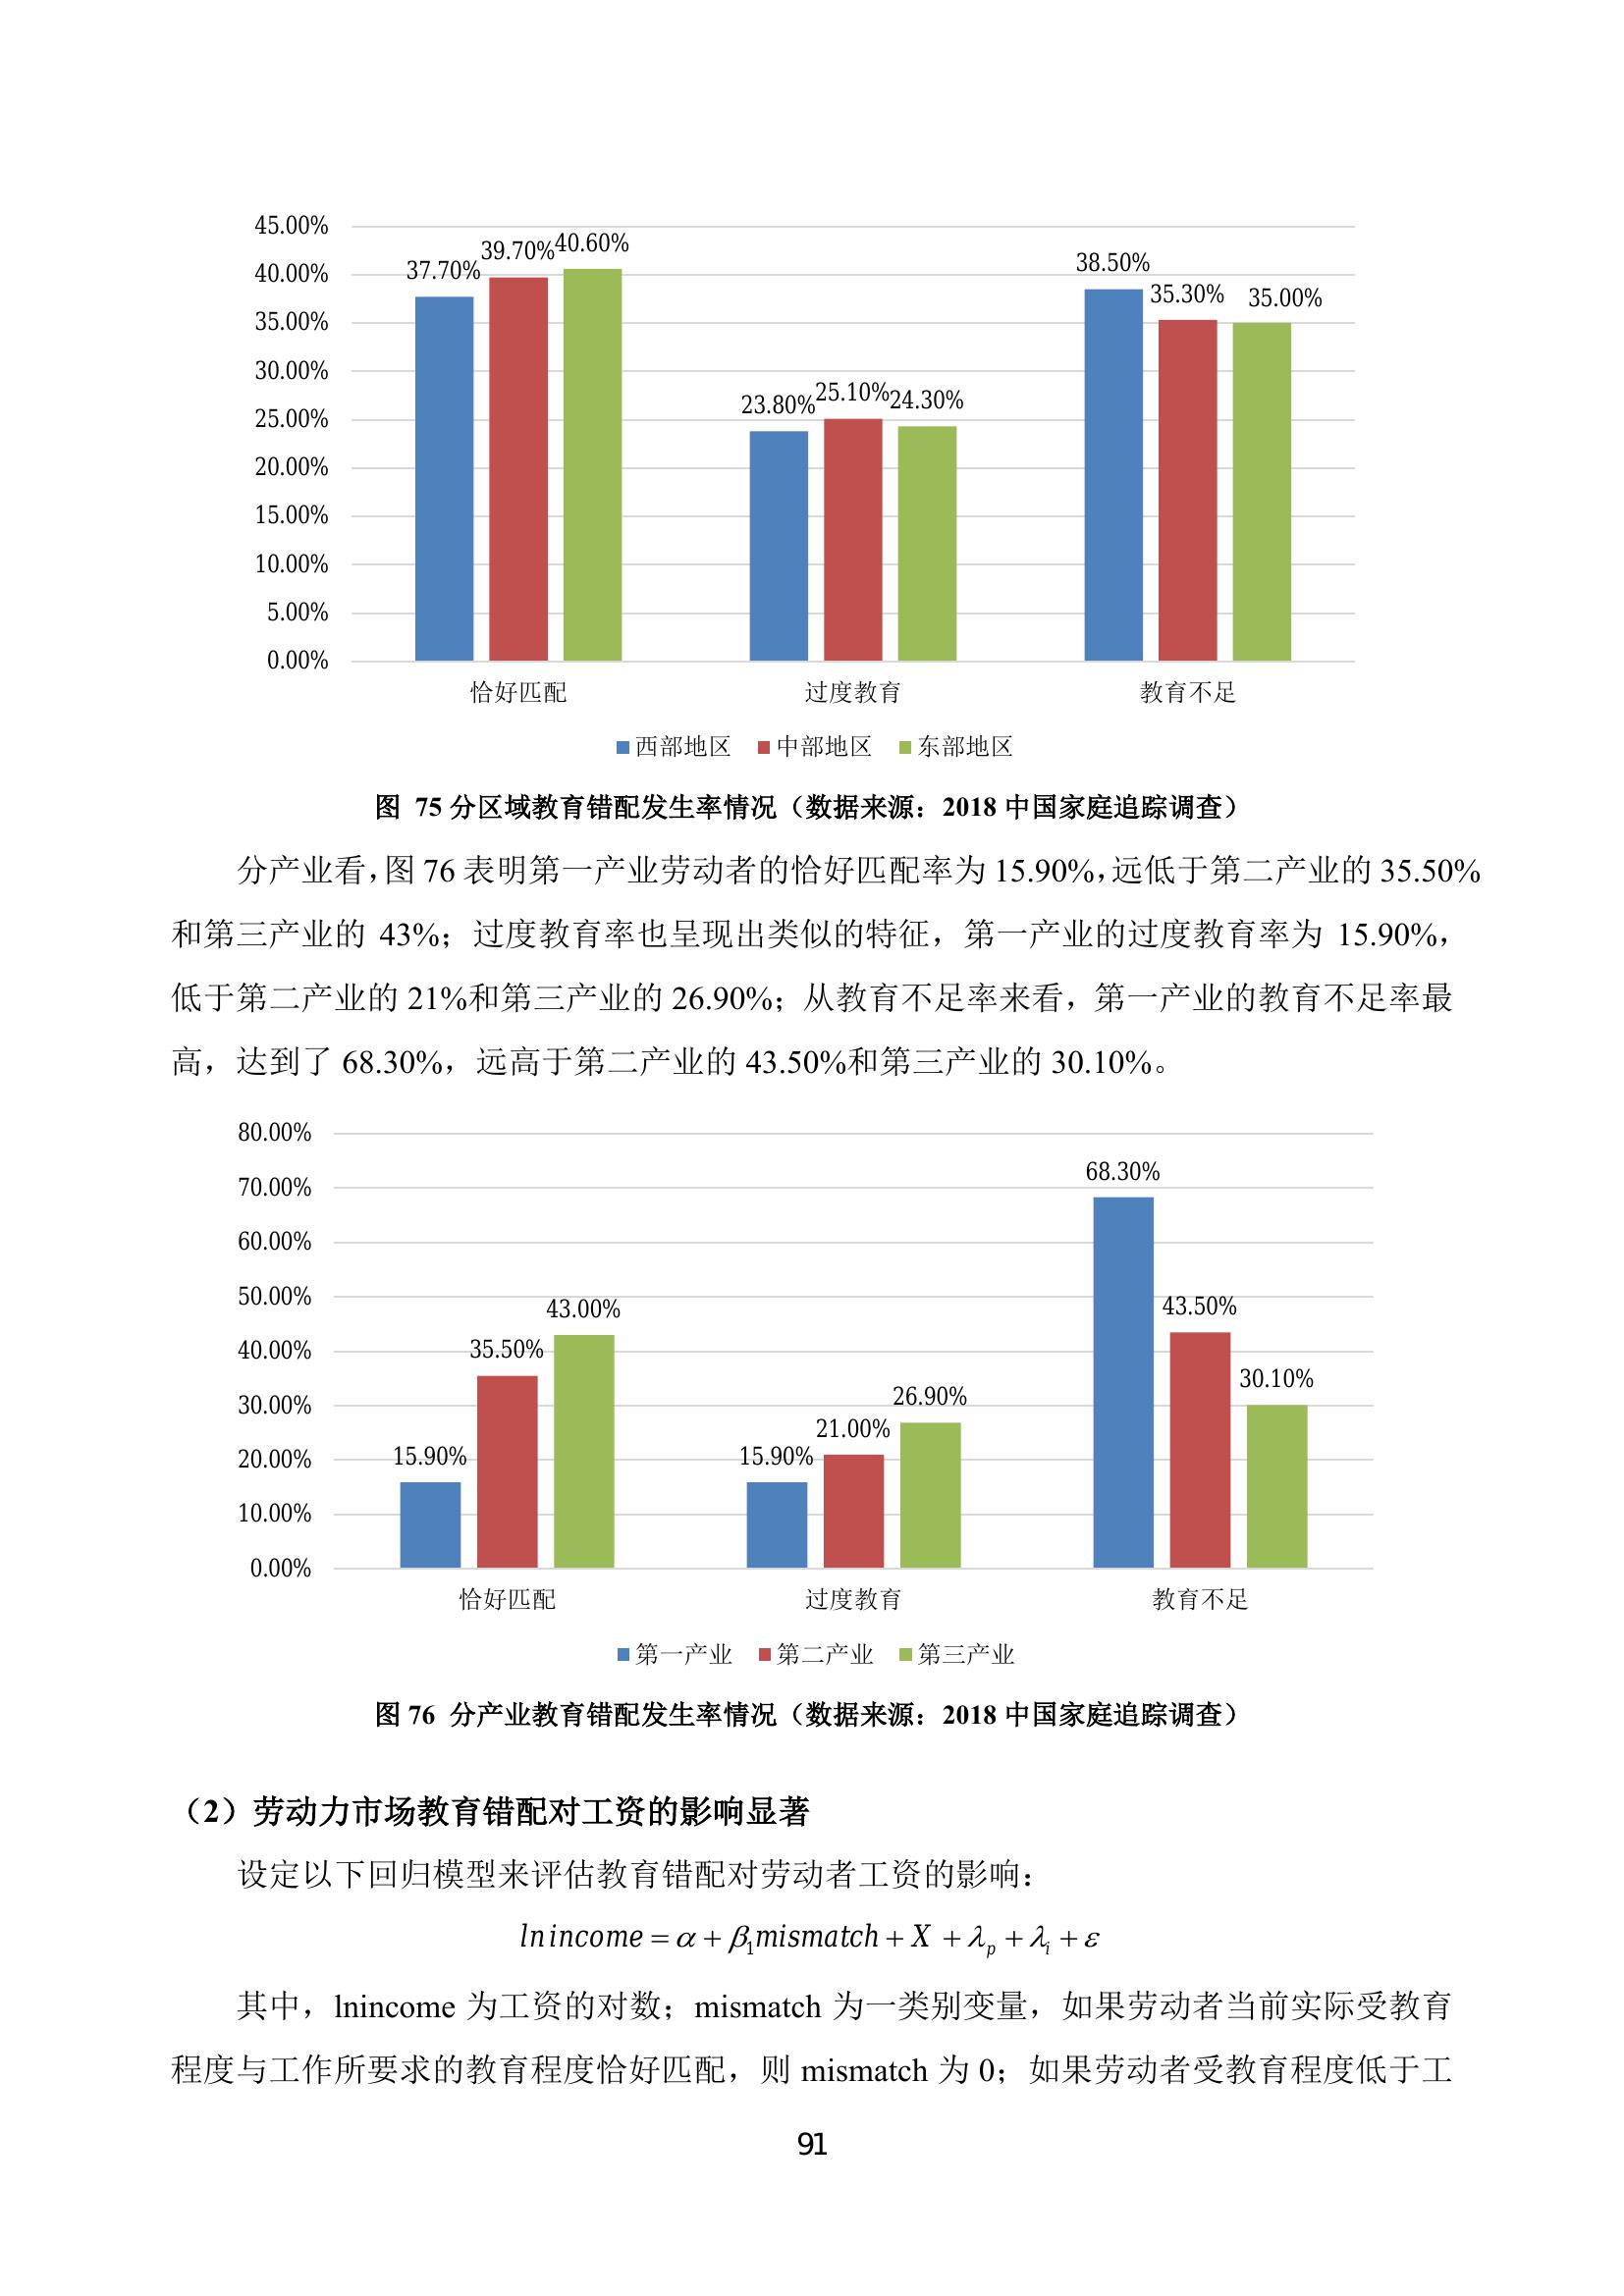 45.00%
40.00%
35.00%
30.00%
25.00%
20.00%
15.00%
10.00%
5.00%
0.00%
37.70% 39.70% 40.60%
23.80% 25.10% 24.30%
38.50% 35.30% 35.00%
恰好匹配 过度教育 教育不足
西部地区 中部地区 东部地区
图 75 分区域教育错配发生率情况（数据来源：2018 中国家庭追踪调查）
分产业看，图 76 表明第一产业劳动者的恰好匹配率为 15.90%，远低于第二产业的 35.50%
和第三产业的 43%；过度教育率也呈现出类似的特征，第一产业的过度教育率为 15.90%，
低于第二产业的 21%和第三产业的 26.90%；从教育不足率来看，第一产业的教育不足率最
高，达到了 68.30%，远高于第二产业的 43.50%和第三产业的 30.10%。
80.00%
70.00%
60.00%
50.00%
40.00%
30.00%
20.00%
10.00%
0.00%
15.90% 35.50% 43.00%
15.90% 21.00% 26.90%
68.30% 43.50% 30.10%
恰好匹配 过度教育 教育不足
第一产业 第二产业 第三产业
图 76 分产业教育错配发生率情况（数据来源：2018 中国家庭追踪调查）
（2）劳动力市场教育错配对工资的影响显著
设定以下回归模型来评估教育错配对劳动者工资的影响：
lnincome = α + β₁mismatch + X + λₚ + λᵢ + ε
其中，lnincome 为工资的对数；mismatch 为一类别变量，如果劳动者当前实际受教育
程度与工作所要求的教育程度恰好匹配，则 mismatch 为 0；如果劳动者受教育程度低于工
91